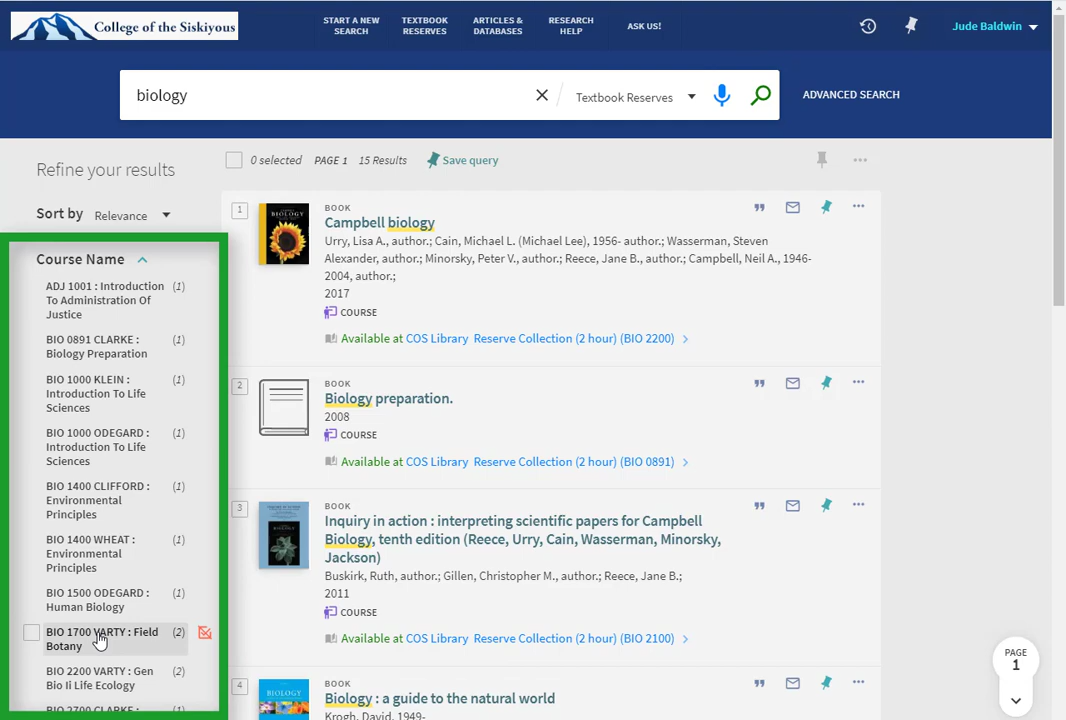 College of the Siskiyous
START A NEW
SEARCH
TEXTBOOK
RESERVES
ARTICLES &
DATABASES
RESEARCH
HELP
ASK US!
Jude Baldwin
biology
Textbook Reserves
ADVANCED SEARCH
Refine your results
Sort by Relevance
Course Name
ADJ 1001 : Introduction (1)
To Administration Of
Justice
BIO 0891 CLARKE : (1)
Biology Preparation
BIO 1000 KLEIN : (1)
Introduction To Life
Sciences
BIO 1000 ODEGARD : (1)
Introduction To Life
Sciences
BIO 1400 CLIFFORD : (1)
Environmental
Principles
BIO 1400 WHEAT : (1)
Environmental
Principles
BIO 1500 ODEGARD : (1)
Human Biology
BIO 1700 VARTY : Field (2)
Botany
BIO 2200 VARTY : Gen (2)
Bio Ii Life Ecology
BIO 2700 CLARKE : (1)
0 selected PAGE 1 15 Results Save query
1
BOOK
Campbell biology
Urry, Lisa A., author.; Cain, Michael L. (Michael Lee), 1956- author.; Wasserman, Steven
Alexander, author.; Minorsky, Peter V., author.; Reece, Jane B., author.; Campbell, Neil A., 1946-
2004, author.;
2017
COURSE
Available at COS Library Reserve Collection (2 hour) (BIO 2200)
2
BOOK
Biology preparation.
2008
COURSE
Available at COS Library Reserve Collection (2 hour) (BIO 0891)
3
BOOK
Inquiry in action : interpreting scientific papers for Campbell
Biology, tenth edition (Reece, Urry, Cain, Wasserman, Minorsky,
Jackson)
Buskirk, Ruth, author.; Gillen, Christopher M., author.; Reece, Jane B.;
2011
COURSE
Available at COS Library Reserve Collection (2 hour) (BIO 2100)
4
BOOK
Biology : a guide to the natural world
Krogh, David, 1949-
BIOLOGY
PAGE
1